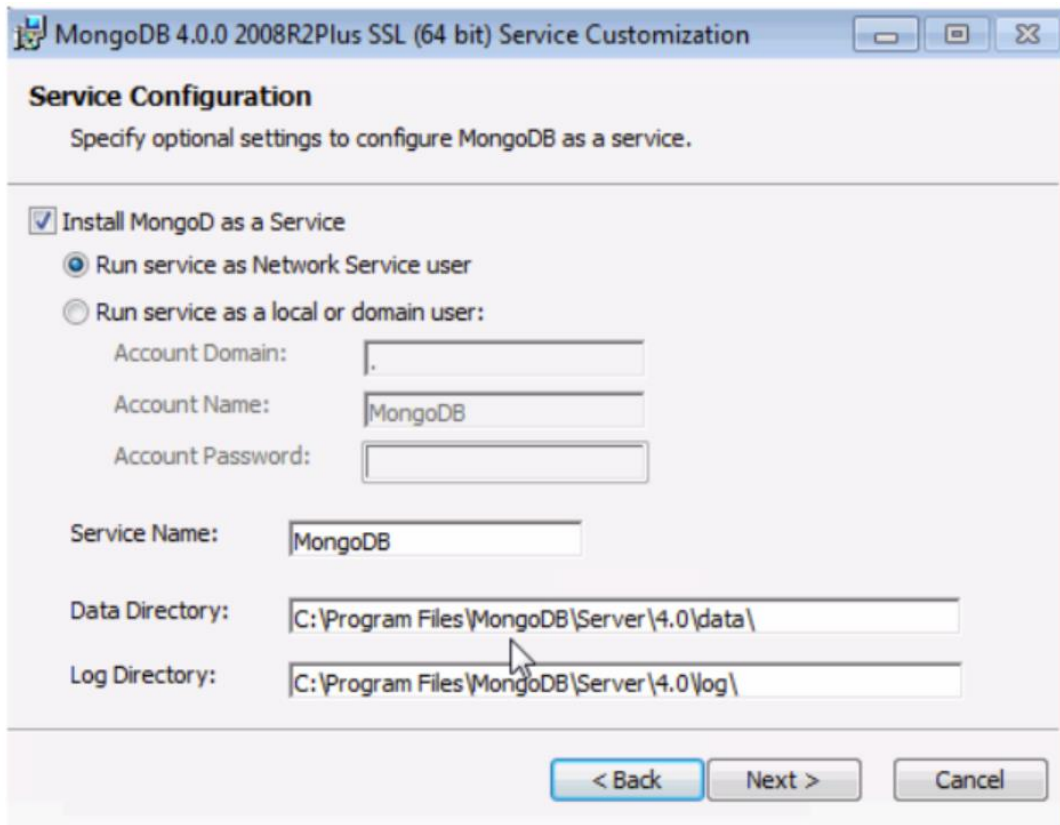 MongoDB 4.0.0 2008R2Plus SSL (64 bit) Service Customization
Service Configuration
Specify optional settings to configure MongoDB as a service.
Install MongoD as a Service
Run service as Network Service user
Run service as a local or domain user:
Account Domain: .
Account Name: MongoDB
Account Password:
Service Name: MongoDB
Data Directory: C:\Program Files\MongoDB\Server\4.0\data\
Log Directory: C:\Program Files\MongoDB\Server\4.0\log\
< Back Next > Cancel